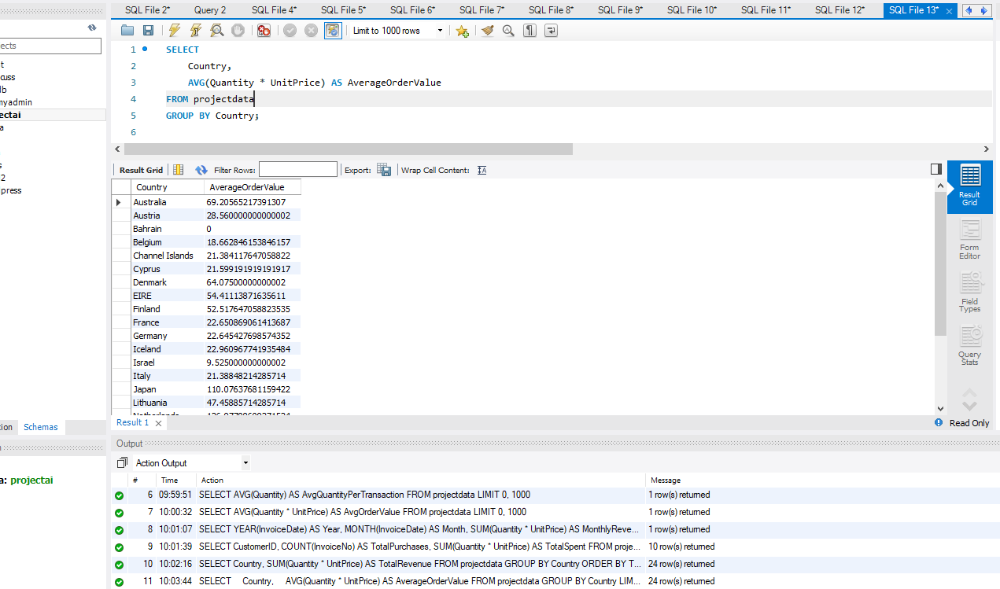 SQL File 2* Query 2 SQL File 4* SQL File 5* SQL File 6* SQL File 7* SQL File 8* SQL File 9* SQL File 10* SQL File 11* SQL File 12* SQL File 13*
Limit to 1000 rows
ects
t
cuss
lb
myadmin
ectai
a
s
2
press
1 SELECT
2 Country,
3 AVG(Quantity * UnitPrice) AS AverageOrderValue
4 FROM projectdata
5 GROUP BY Country;
6
Result Grid Filter Rows: Export: Wrap Cell Content:
Country AverageOrderValue
Australia 69.20565217391307
Austria 28.560000000000002
Bahrain 0
Belgium 18.662846153846157
Channel Islands 21.384117647058822
Cyprus 21.599191919191917
Denmark 64.07500000000002
EIRE 54.41113871635611
Finland 52.517647058823535
France 22.650869061413687
Germany 22.645427698574352
Iceland 22.960967741935484
Israel 9.525000000000002
Italy 21.38848214285714
Japan 110.07637681159422
Lithuania 47.45885714285714
Result
Grid
Form
Editor
Field
Types
Query
Stats
Result 1
Read Only
tion Schemas
a: projectai
Output
Action Output
# Time Action Message
6 09:59:51 SELECT AVG(Quantity) AS AvgQuantityPerTransaction FROM projectdata LIMIT 0, 1000 1 row(s) returned
7 10:00:32 SELECT AVG(Quantity * UnitPrice) AS AvgOrderValue FROM projectdata LIMIT 0, 1000 1 row(s) returned
8 10:01:07 SELECT YEAR(InvoiceDate) AS Year, MONTH(InvoiceDate) AS Month, SUM(Quantity * UnitPrice) AS MonthlyReve... 1 row(s) returned
9 10:01:39 SELECT CustomerID, COUNT(InvoiceNo) AS TotalPurchases, SUM(Quantity * UnitPrice) AS TotalSpent FROM proje... 10 row(s) returned
10 10:02:16 SELECT Country, SUM(Quantity * UnitPrice) AS TotalRevenue FROM projectdata GROUP BY Country ORDER BY T... 24 row(s) returned
11 10:03:44 SELECT Country, AVG(Quantity * UnitPrice) AS AverageOrderValue FROM projectdata GROUP BY Country LIM... 24 row(s) returned